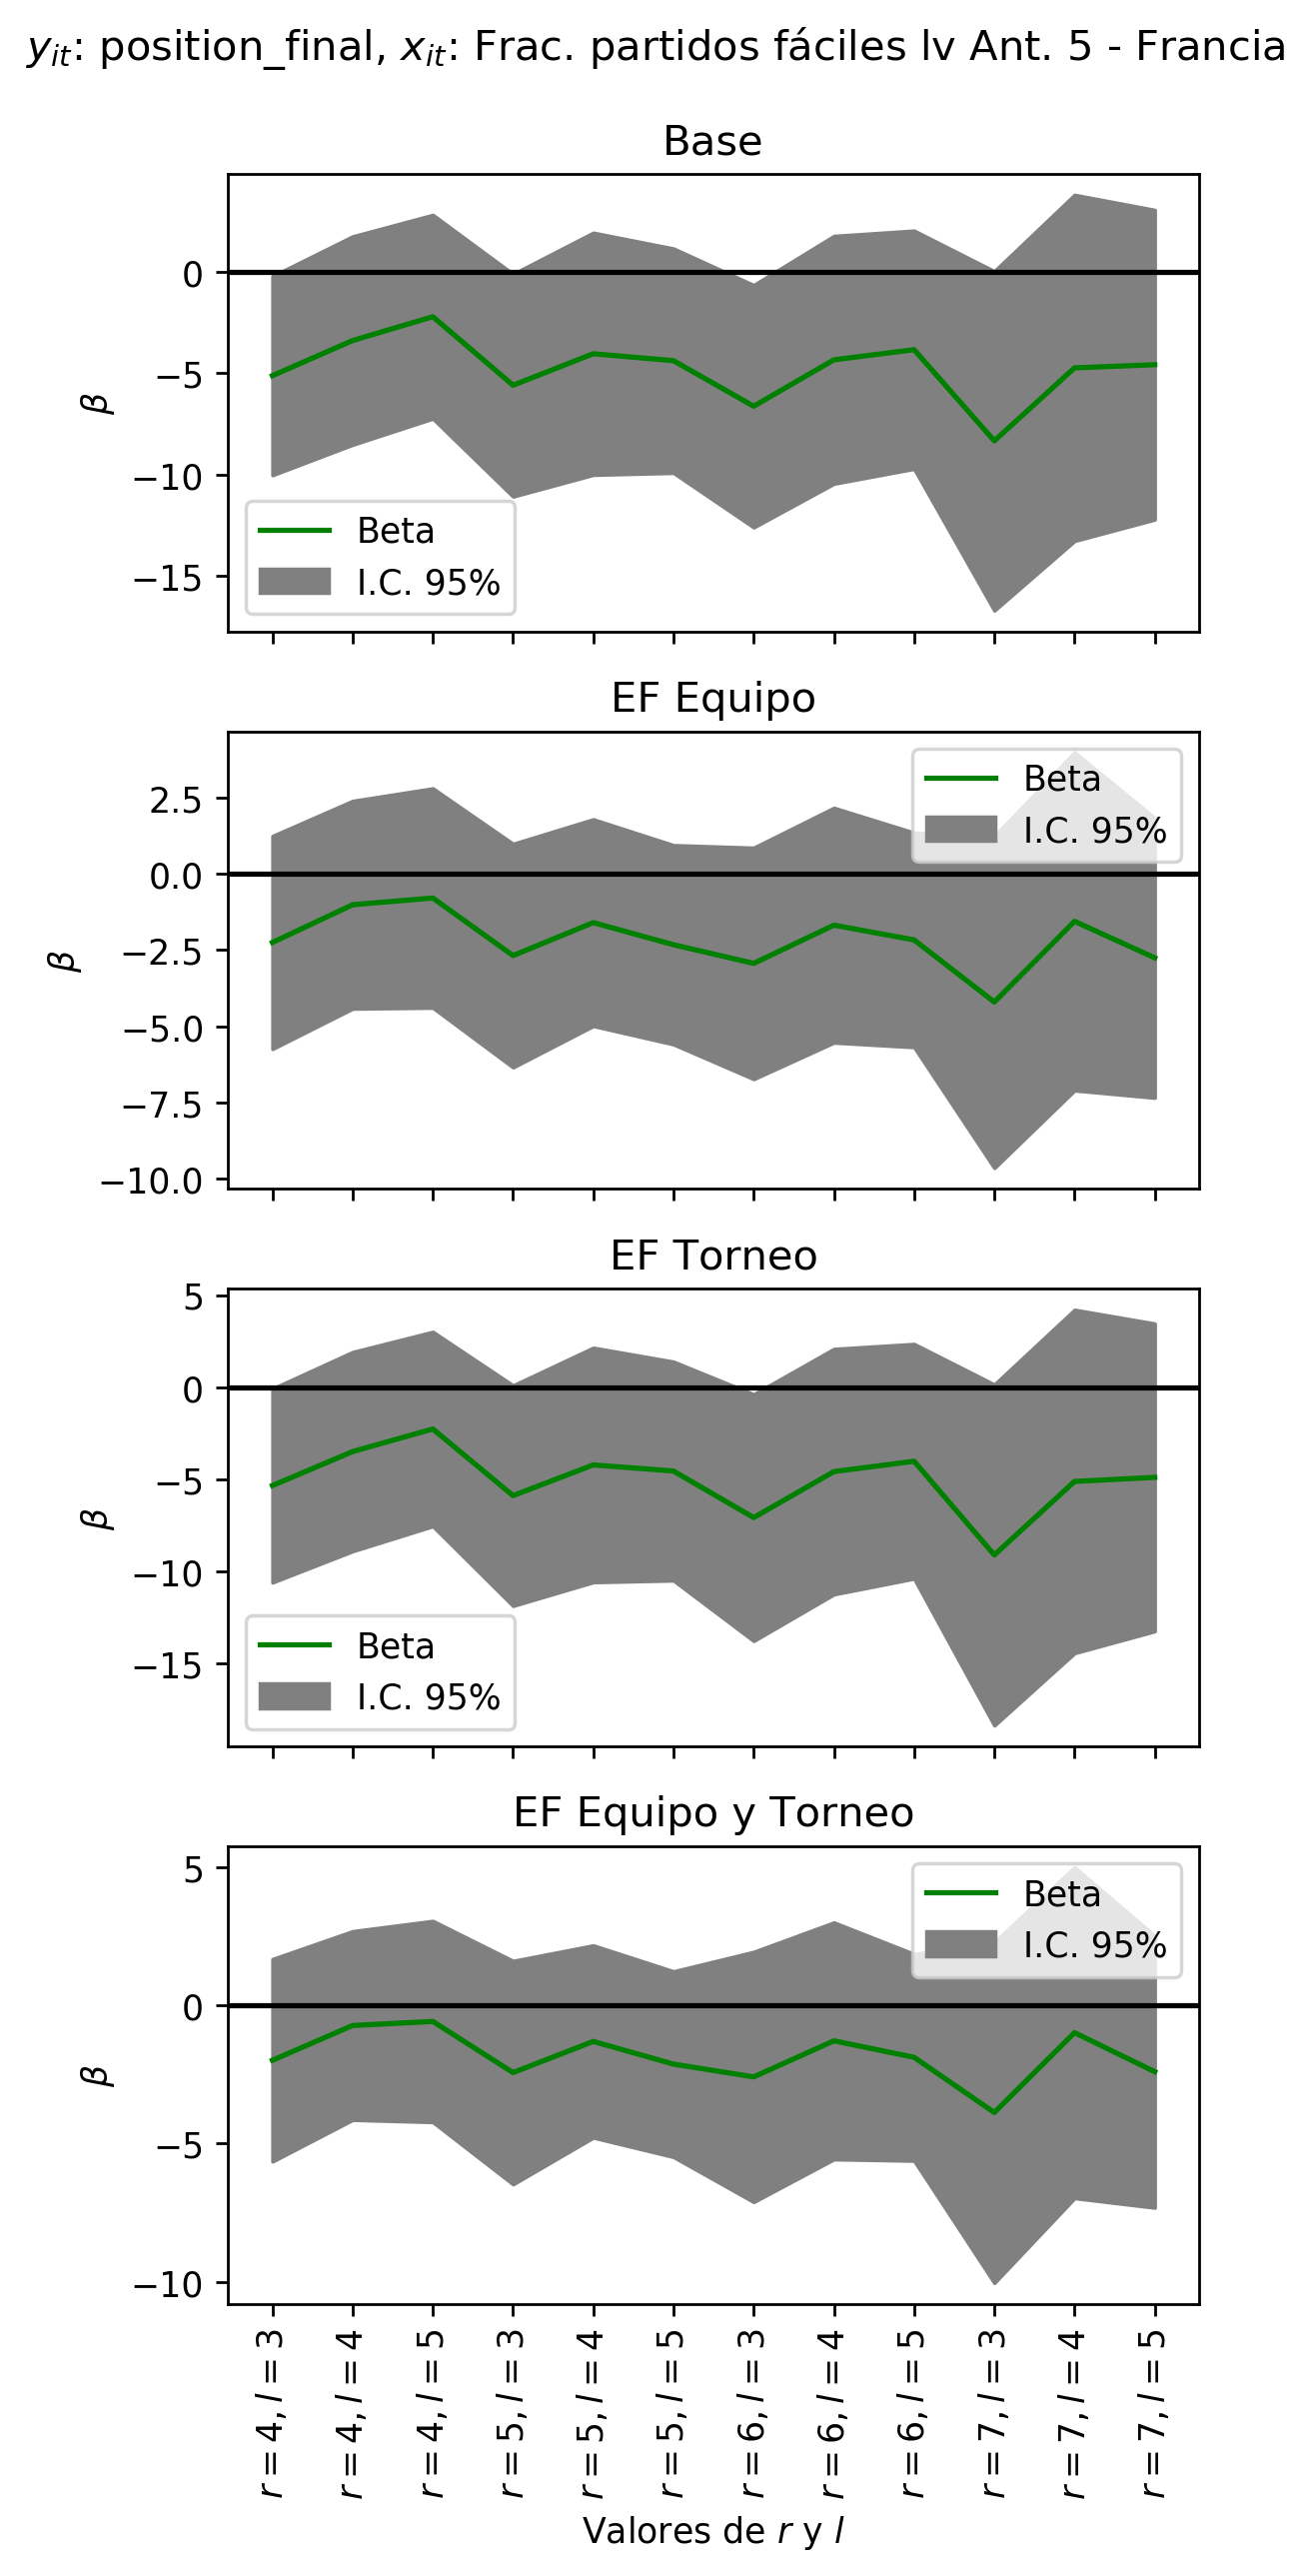 y_it: position_final, x_it: Frac. partidos fáciles lv Ant. 5 - Francia
Base
0
−5
−10
−15
β
Beta
I.C. 95%
EF Equipo
2.5
0.0
−2.5
−5.0
−7.5
−10.0
β
Beta
I.C. 95%
EF Torneo
5
0
−5
−10
−15
β
Beta
I.C. 95%
EF Equipo y Torneo
5
0
−5
−10
β
Beta
I.C. 95%
r = 4, l = 3
r = 4, l = 4
r = 4, l = 5
r = 5, l = 3
r = 5, l = 4
r = 5, l = 5
r = 6, l = 3
r = 6, l = 4
r = 6, l = 5
r = 7, l = 3
r = 7, l = 4
r = 7, l = 5
Valores de r y l